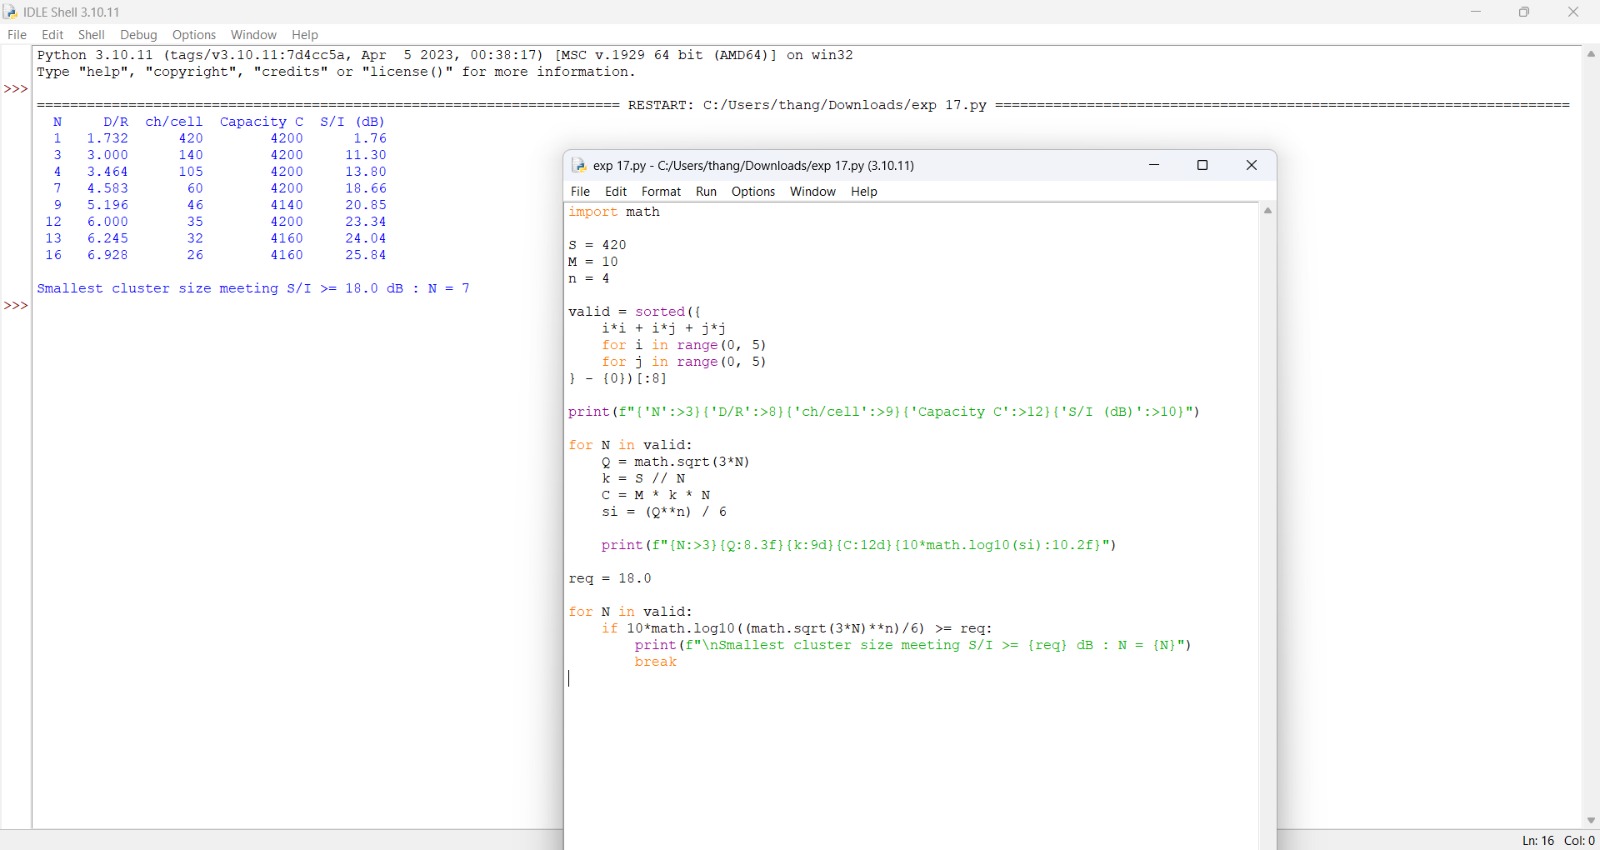 IDLE Shell 3.10.11
File Edit Shell Debug Options Window Help
Python 3.10.11 (tags/v3.10.11:7d4cc5a, Apr  5 2023, 00:38:17) [MSC v.1929 64 bit (AMD64)] on win32
Type "help", "copyright", "credits" or "license()" for more information.
>>>
====================================================================== RESTART: C:/Users/thang/Downloads/exp 17.py =====================================================================
  N     D/R  ch/cell  Capacity C  S/I (dB)
  1   1.732      420        4200      1.76
  3   3.000      140        4200     11.30
  4   3.464      105        4200     13.80
  7   4.583       60        4200     18.66
  9   5.196       46        4140     20.85
 12   6.000       35        4200     23.34
 13   6.245       32        4160     24.04
 16   6.928       26        4160     25.84
Smallest cluster size meeting S/I >= 18.0 dB : N = 7
>>>
exp 17.py - C:/Users/thang/Downloads/exp 17.py (3.10.11)
File Edit Format Run Options Window Help
import math
S = 420
M = 10
n = 4
valid = sorted({
    i*i + i*j + j*j
    for i in range(0, 5)
    for j in range(0, 5)
} - {0})[:8]
print(f"{'N':>3}{'D/R':>8}{'ch/cell':>9}{'Capacity C':>12}{'S/I (dB)':>10}")
for N in valid:
    Q = math.sqrt(3*N)
    k = S // N
    C = M * k * N
    si = (Q**n) / 6
    print(f"{N:>3}{Q:8.3f}{k:9d}{C:12d}{10*math.log10(si):10.2f}")
req = 18.0
for N in valid:
    if 10*math.log10((math.sqrt(3*N)**n)/6) >= req:
        print(f"\nSmallest cluster size meeting S/I >= {req} dB : N = {N}")
        break
Ln: 16 Col: 0